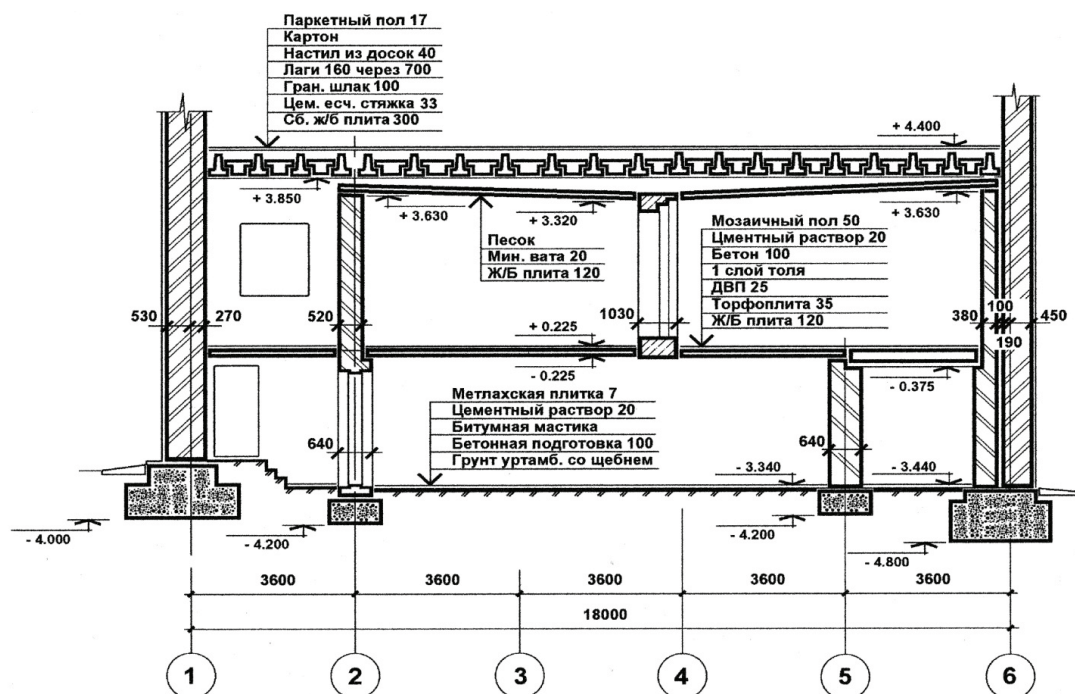 Паркетный пол 17
Картон
Настил из досок 40
Лаги 160 через 700
Гран. шлак 100
Цем. есч. стяжка 33
Сб. ж/б плита 300
+ 4.400
+ 3.850
+ 3.630
+ 3.320
+ 3.630
Песок
Мин. вата 20
Ж/Б плита 120
Мозаичный пол 50
Цментный раствор 20
Бетон 100
1 слой толя
ДВП 25
Торфоплита 35
Ж/Б плита 120
530
270
520
1030
380
100
190
450
+ 0.225
- 0.225
- 0.375
Метлахская плитка 7
Цементный раствор 20
Битумная мастика
Бетонная подготовка 100
Грунт уртамб. со щебнем
640
640
- 3.340
- 3.440
- 4.000
- 4.200
- 4.200
- 4.800
3600
3600
3600
3600
3600
18000
1
2
3
4
5
6